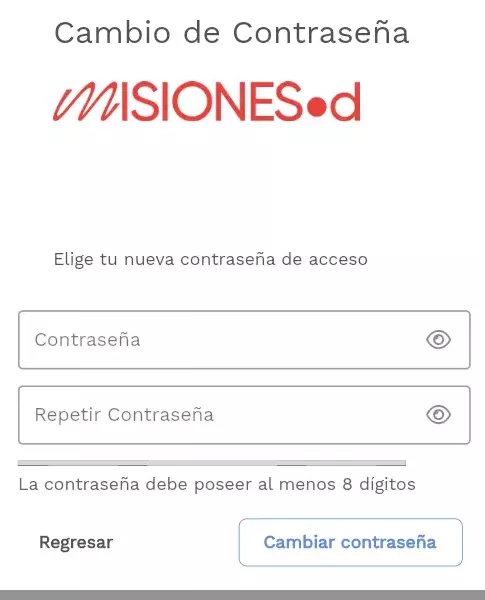 Cambio de Contraseña
MISIONES●d
Elige tu nueva contraseña de acceso
Contraseña
Repetir Contraseña
La contraseña debe poseer al menos 8 dígitos
Regresar
Cambiar contraseña